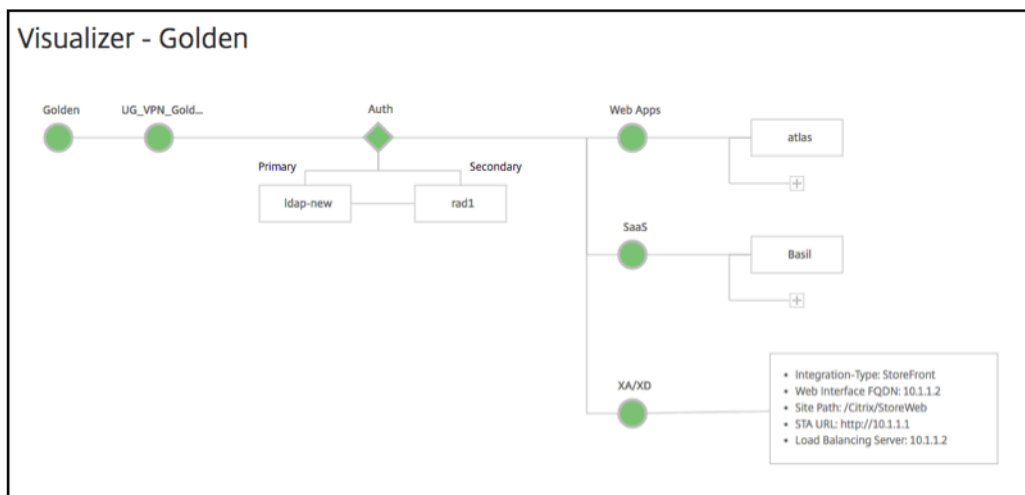 Visualizer - Golden
Golden
UG_VPN_Gold...
Auth
Web Apps
atlas
Primary
Secondary
ldap-new
rad1
SaaS
Basil
XA/XD
• Integration-Type: StoreFront
• Web Interface FQDN: 10.1.1.2
• Site Path: /Citrix/StoreWeb
• STA URL: http://10.1.1.1
• Load Balancing Server: 10.1.1.2